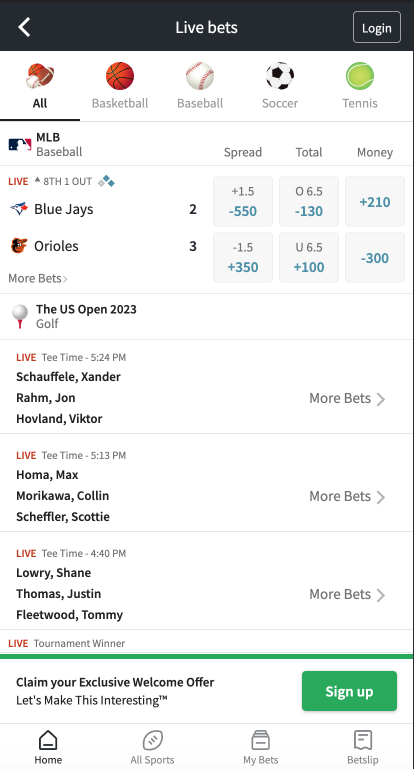 Live bets
Login
All
Basketball
Baseball
Soccer
Tennis
MLB
Baseball
Spread
Total
Money
LIVE 8TH 1 OUT
Blue Jays 2
+1.5
-550
O 6.5
-130
+210
Orioles 3
-1.5
+350
U 6.5
+100
-300
More Bets
The US Open 2023
Golf
LIVE Tee Time - 5:24 PM
Schauffele, Xander
Rahm, Jon
Hovland, Viktor
More Bets
LIVE Tee Time - 5:13 PM
Homa, Max
Morikawa, Collin
Scheffler, Scottie
More Bets
LIVE Tee Time - 4:40 PM
Lowry, Shane
Thomas, Justin
Fleetwood, Tommy
More Bets
LIVE Tournament Winner
Claim your Exclusive Welcome Offer
Let's Make This Interesting™
Sign up
Home
All Sports
My Bets
Betslip